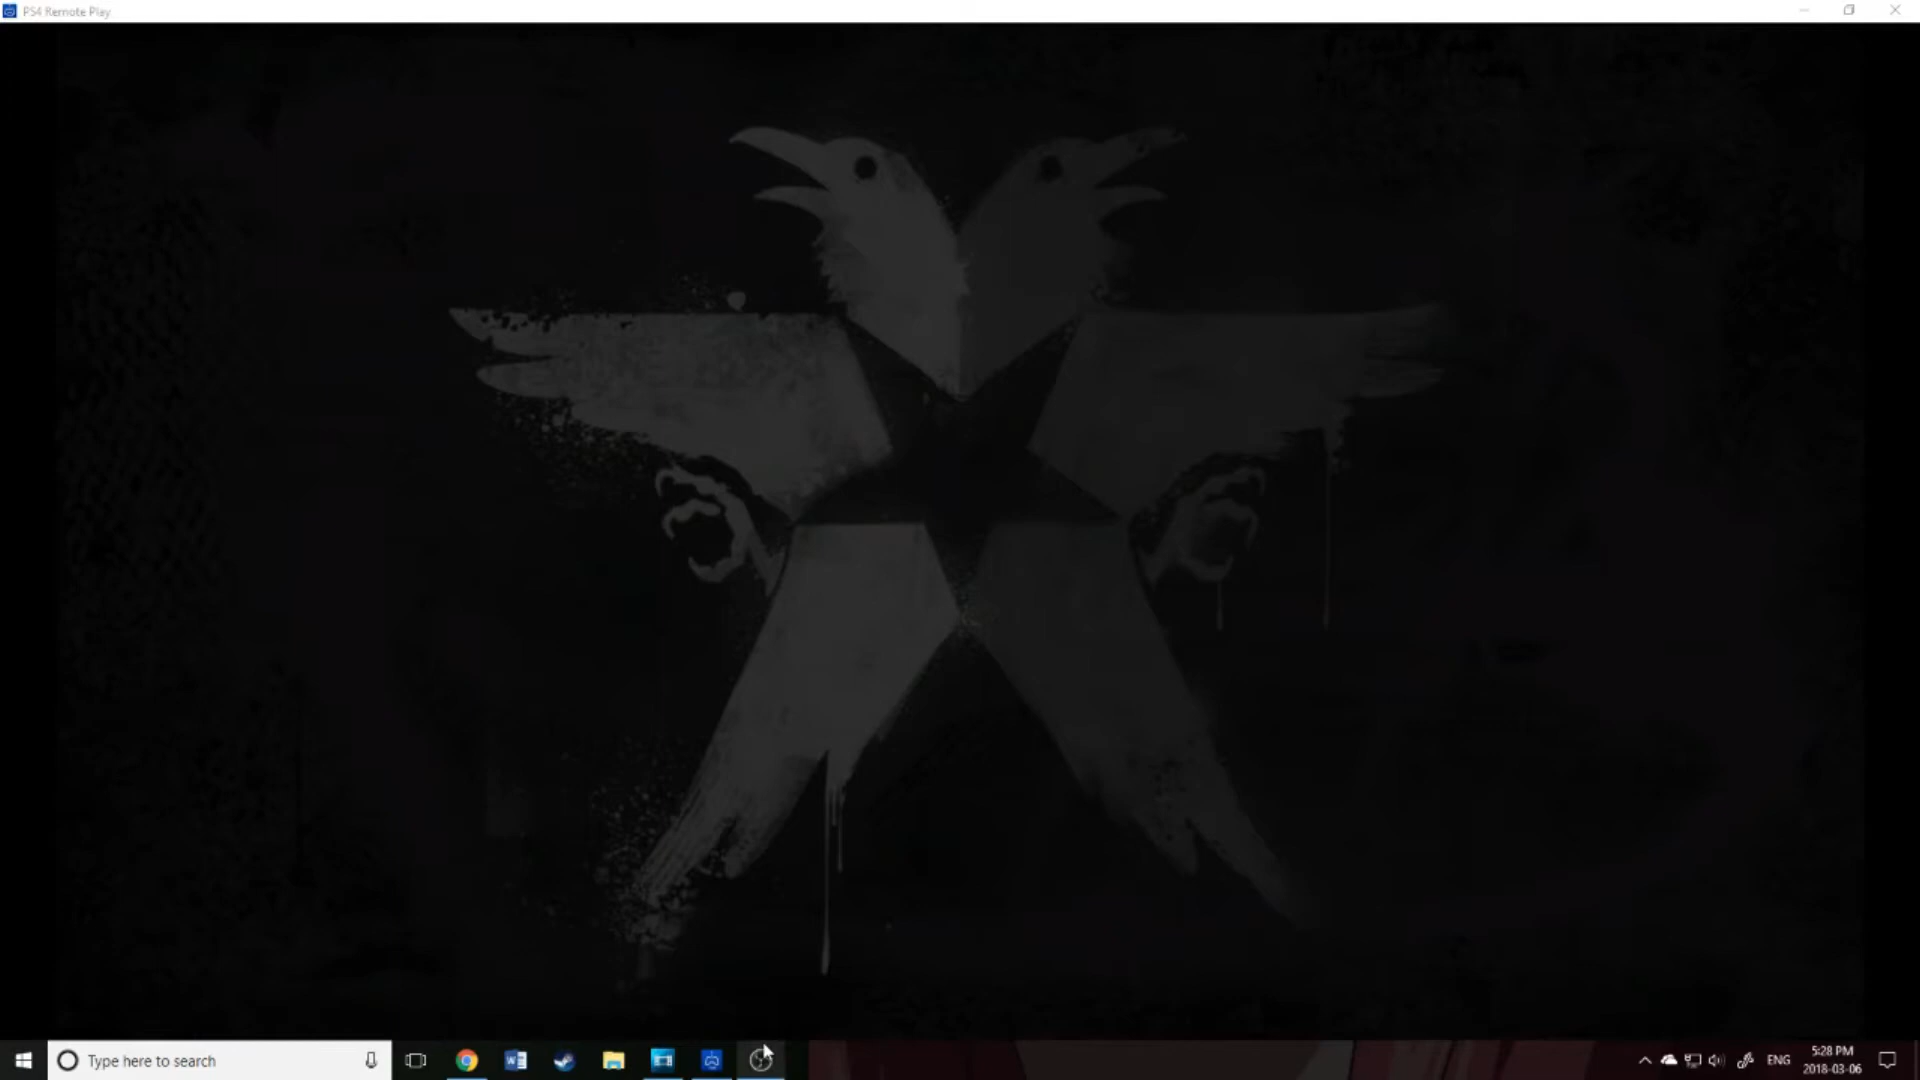 PS4 Remote Play
Type here to search
ENG
5:28 PM
2018-03-06